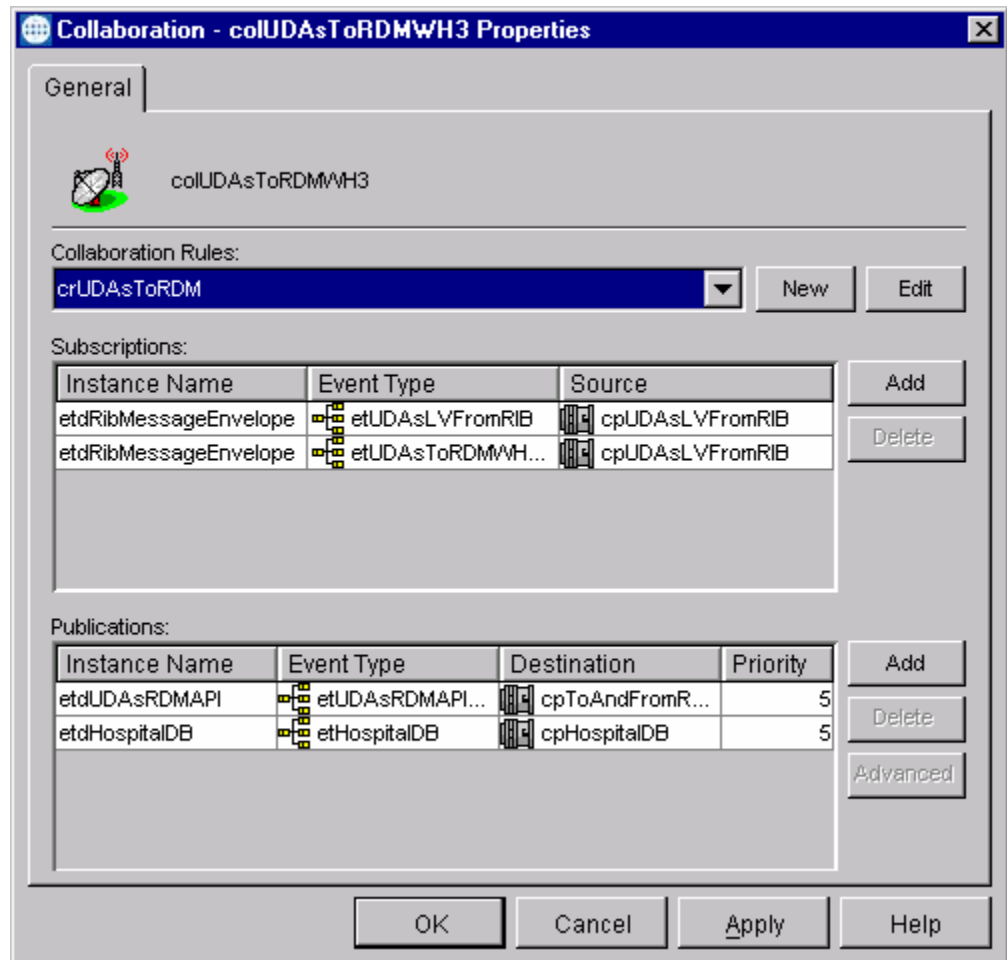 Collaboration - colUDAsToRDMWH3 Properties
General
colUDAsToRDMWH3
Collaboration Rules:
crUDAsToRDM New Edit
Subscriptions:
Instance Name Event Type Source Add
etdRibMessageEnvelope etUDAsLVFromRIB cpUDAsLVFromRIB
Delete
etdRibMessageEnvelope etUDAsToRDMWH... cpUDAsLVFromRIB
Publications:
Instance Name Event Type Destination Priority Add
etdUDAsRDMAPI etUDAsRDMAPI... cpToAndFromR... 5
Delete
etdHospitalDB etHospitalDB cpHospitalDB 5
Advanced
OK Cancel Apply Help